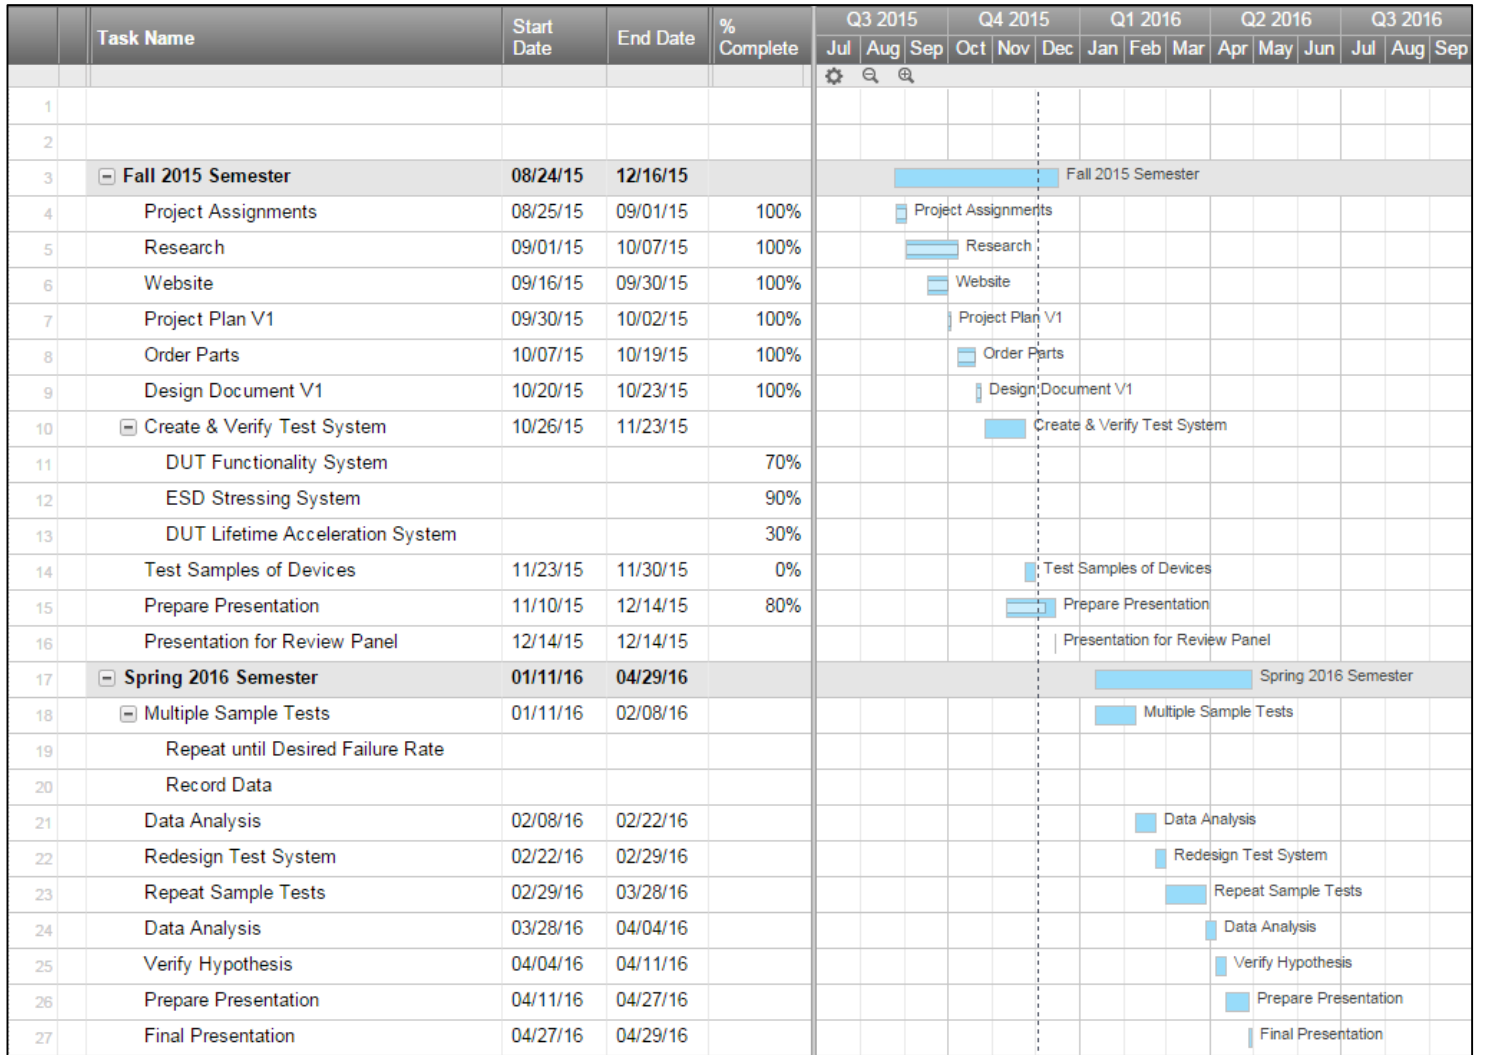 Task Name Start Date End Date % Complete Q3 2015 Q4 2015 Q1 2016 Q2 2016 Q3 2016
Jul Aug Sep Oct Nov Dec Jan Feb Mar Apr May Jun Jul Aug Sep
1
2
3 Fall 2015 Semester 08/24/15 12/16/15 Fall 2015 Semester
4 Project Assignments 08/25/15 09/01/15 100% Project Assignments
5 Research 09/01/15 10/07/15 100% Research
6 Website 09/16/15 09/30/15 100% Website
7 Project Plan V1 09/30/15 10/02/15 100% Project Plan V1
8 Order Parts 10/07/15 10/19/15 100% Order Parts
9 Design Document V1 10/20/15 10/23/15 100% Design Document V1
10 Create & Verify Test System 10/26/15 11/23/15 Create & Verify Test System
11 DUT Functionality System 70%
12 ESD Stressing System 90%
13 DUT Lifetime Acceleration System 30%
14 Test Samples of Devices 11/23/15 11/30/15 0% Test Samples of Devices
15 Prepare Presentation 11/10/15 12/14/15 80% Prepare Presentation
16 Presentation for Review Panel 12/14/15 12/14/15 Presentation for Review Panel
17 Spring 2016 Semester 01/11/16 04/29/16 Spring 2016 Semester
18 Multiple Sample Tests 01/11/16 02/08/16 Multiple Sample Tests
19 Repeat until Desired Failure Rate
20 Record Data
21 Data Analysis 02/08/16 02/22/16 Data Analysis
22 Redesign Test System 02/22/16 02/29/16 Redesign Test System
23 Repeat Sample Tests 02/29/16 03/28/16 Repeat Sample Tests
24 Data Analysis 03/28/16 04/04/16 Data Analysis
25 Verify Hypothesis 04/04/16 04/11/16 Verify Hypothesis
26 Prepare Presentation 04/11/16 04/27/16 Prepare Presentation
27 Final Presentation 04/27/16 04/29/16 Final Presentation